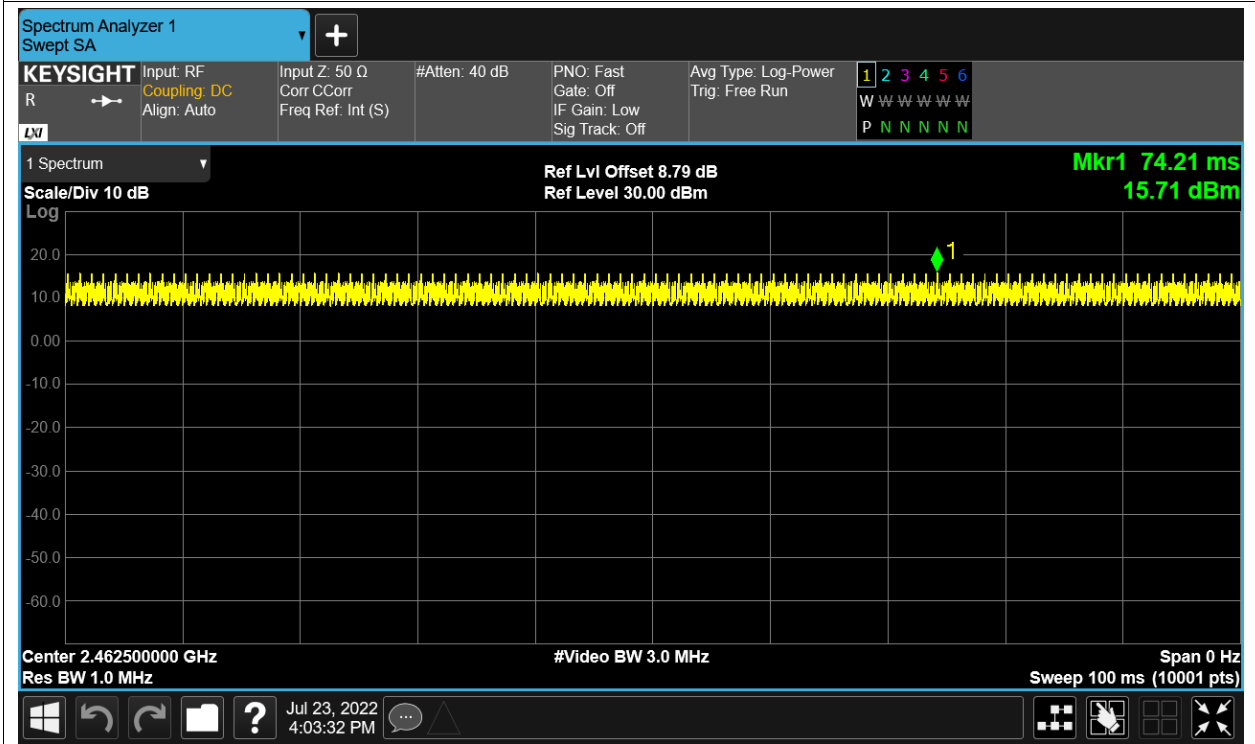 Spectrum Analyzer 1
Swept SA
KEYSIGHT
R
LXI
Input: RF
Coupling: DC
Align: Auto
Input Z: 50 Ω
Corr CCorr
Freq Ref: Int (S)
#Atten: 40 dB
PNO: Fast
Gate: Off
IF Gain: Low
Sig Track: Off
Avg Type: Log-Power
Trig: Free Run
1 2 3 4 5 6
W W W W W W
P N N N N N
1 Spectrum
Scale/Div 10 dB
Log
Ref Lvl Offset 8.79 dB
Ref Level 30.00 dBm
Mkr1 74.21 ms
15.71 dBm
1
20.0
10.0
0.00
-10.0
-20.0
-30.0
-40.0
-50.0
-60.0
Center 2.462500000 GHz
Res BW 1.0 MHz
#Video BW 3.0 MHz
Span 0 Hz
Sweep 100 ms (10001 pts)
?
Jul 23, 2022
4:03:32 PM